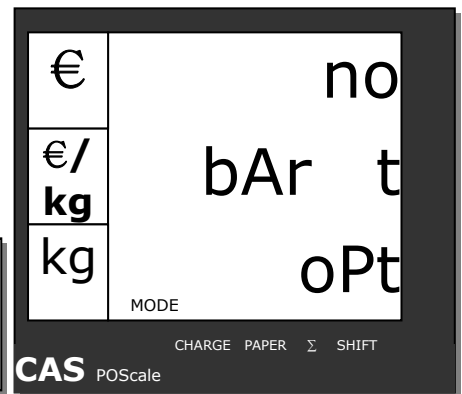 € no
€/ bAr t
kg
kg oPt
MODE
CHARGE PAPER Σ SHIFT
CAS POScale